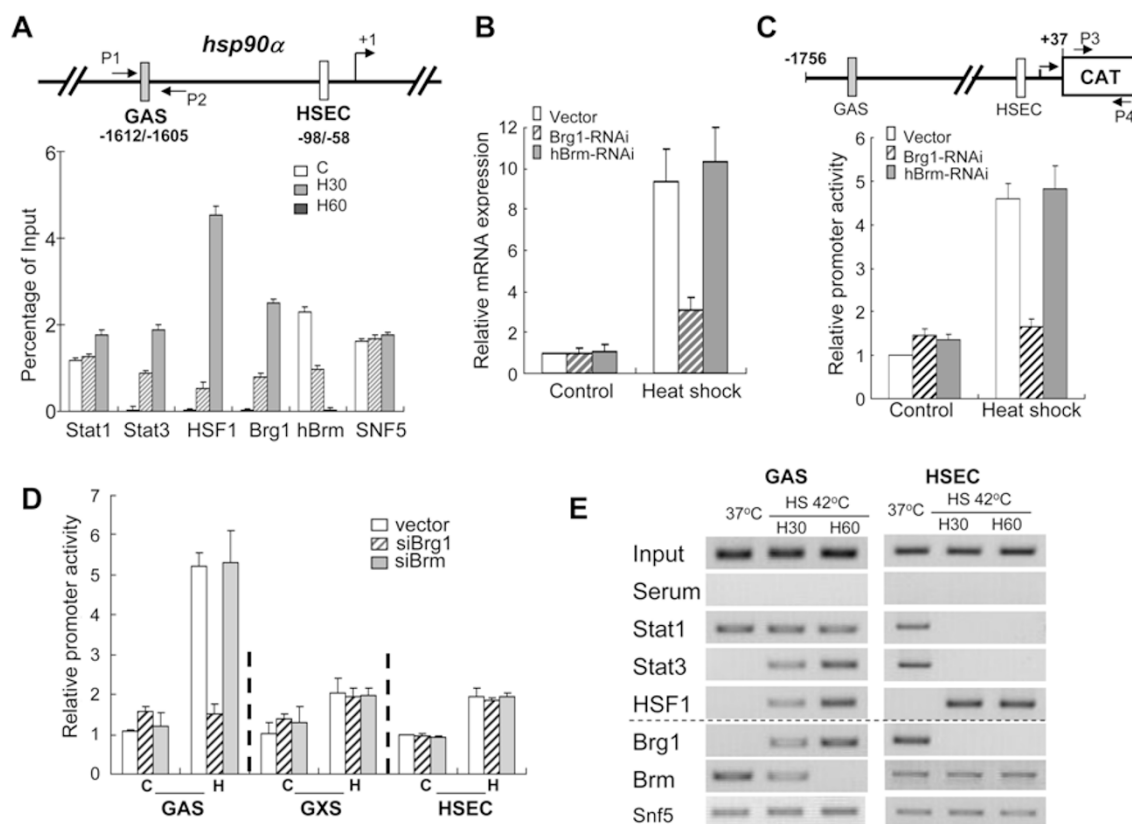 A
hsp90α
+1
P1
P2
GAS
-1612/-1605
HSEC
-98/-58
6
4
2
0
Percentage of Input
C
H30
H60
Stat1 Stat3 HSF1 Brg1 hBrm SNF5
B
Vector
Brg1-RNAi
hBrm-RNAi
12
10
8
6
4
2
0
Relative mRNA expression
Control Heat shock
C
-1756
+37
P3
CAT
P4
GAS
HSEC
Vector
Brg1-RNAi
hBrm-RNAi
6
5
4
3
2
1
0
Relative promoter activity
Control Heat shock
D
vector
siBrg1
siBrm
7
6
5
4
3
2
1
0
Relative promoter activity
C H C H C H
GAS GXS HSEC
E
GAS HSEC
37°C HS 42°C 37°C HS 42°C
H30 H60 H30 H60
Input
Serum
Stat1
Stat3
HSF1
Brg1
Brm
Snf5